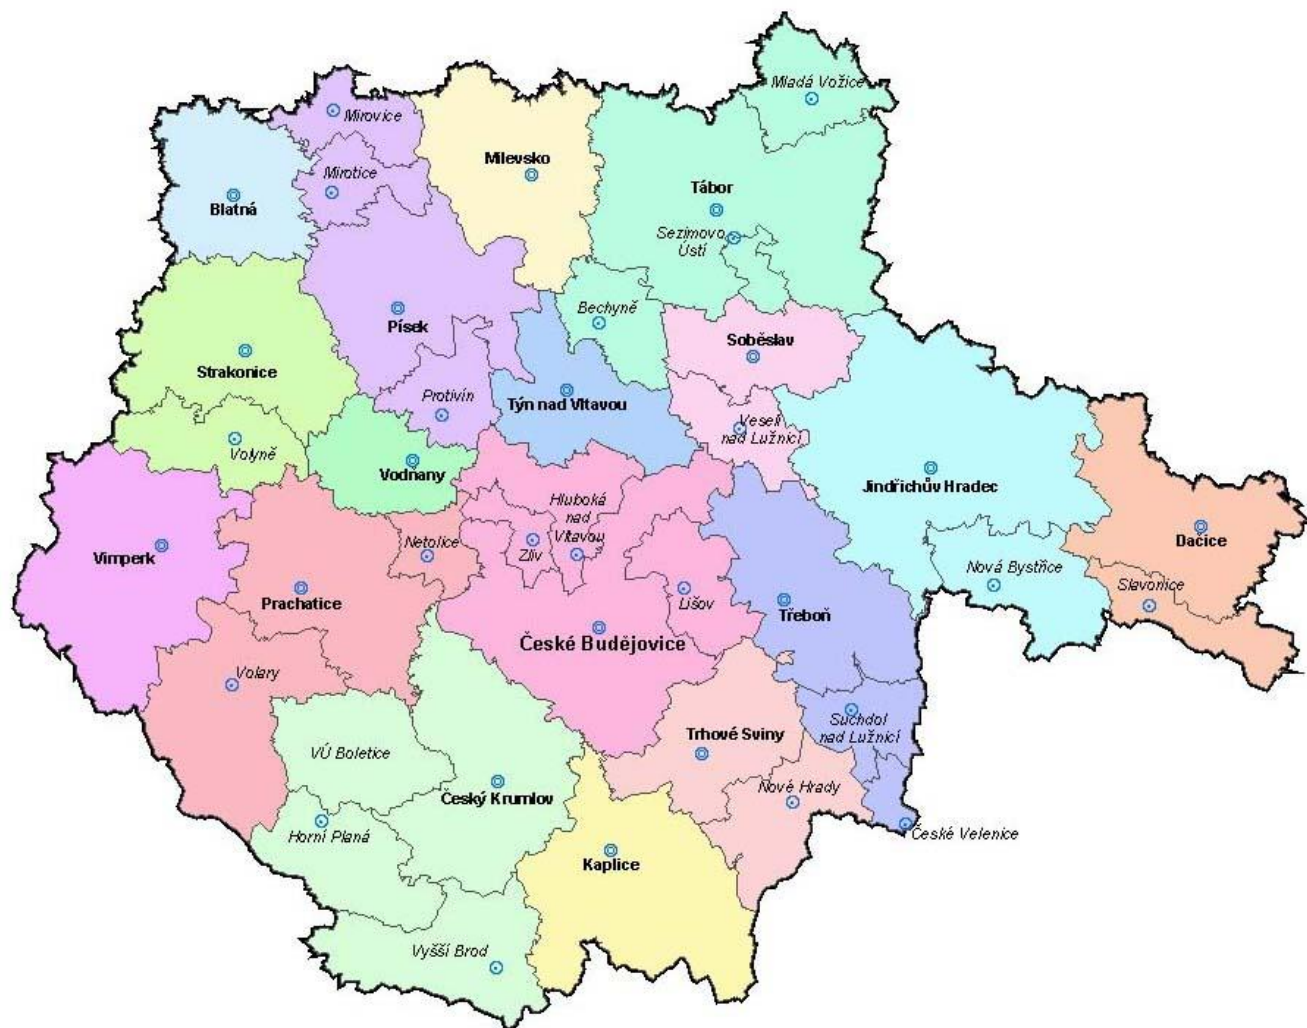 Mladá Vožice
Mirovice
Milevsko
Mirotice
Tábor
Blatná
Sezimovo
Ústí
Bechyně
Písek
Soběslav
Strakonice
Protivín
Týn nad Vltavou
Veselí
nad Lužnicí
Volyně
Vodňany
Jindřichův Hradec
Hluboká
nad
Vltavou
Dačice
Vimperk
Netolice
Zliv
Nová Bystřice
Slavonice
Prachatice
Lišov
Třeboň
České Budějovice
Volary
Suchdol
nad Lužnicí
Trhové Sviny
VÚ Boletice
Nové Hrady
Český Krumlov
Horní Planá
České Velenice
Kaplice
Vyšší Brod